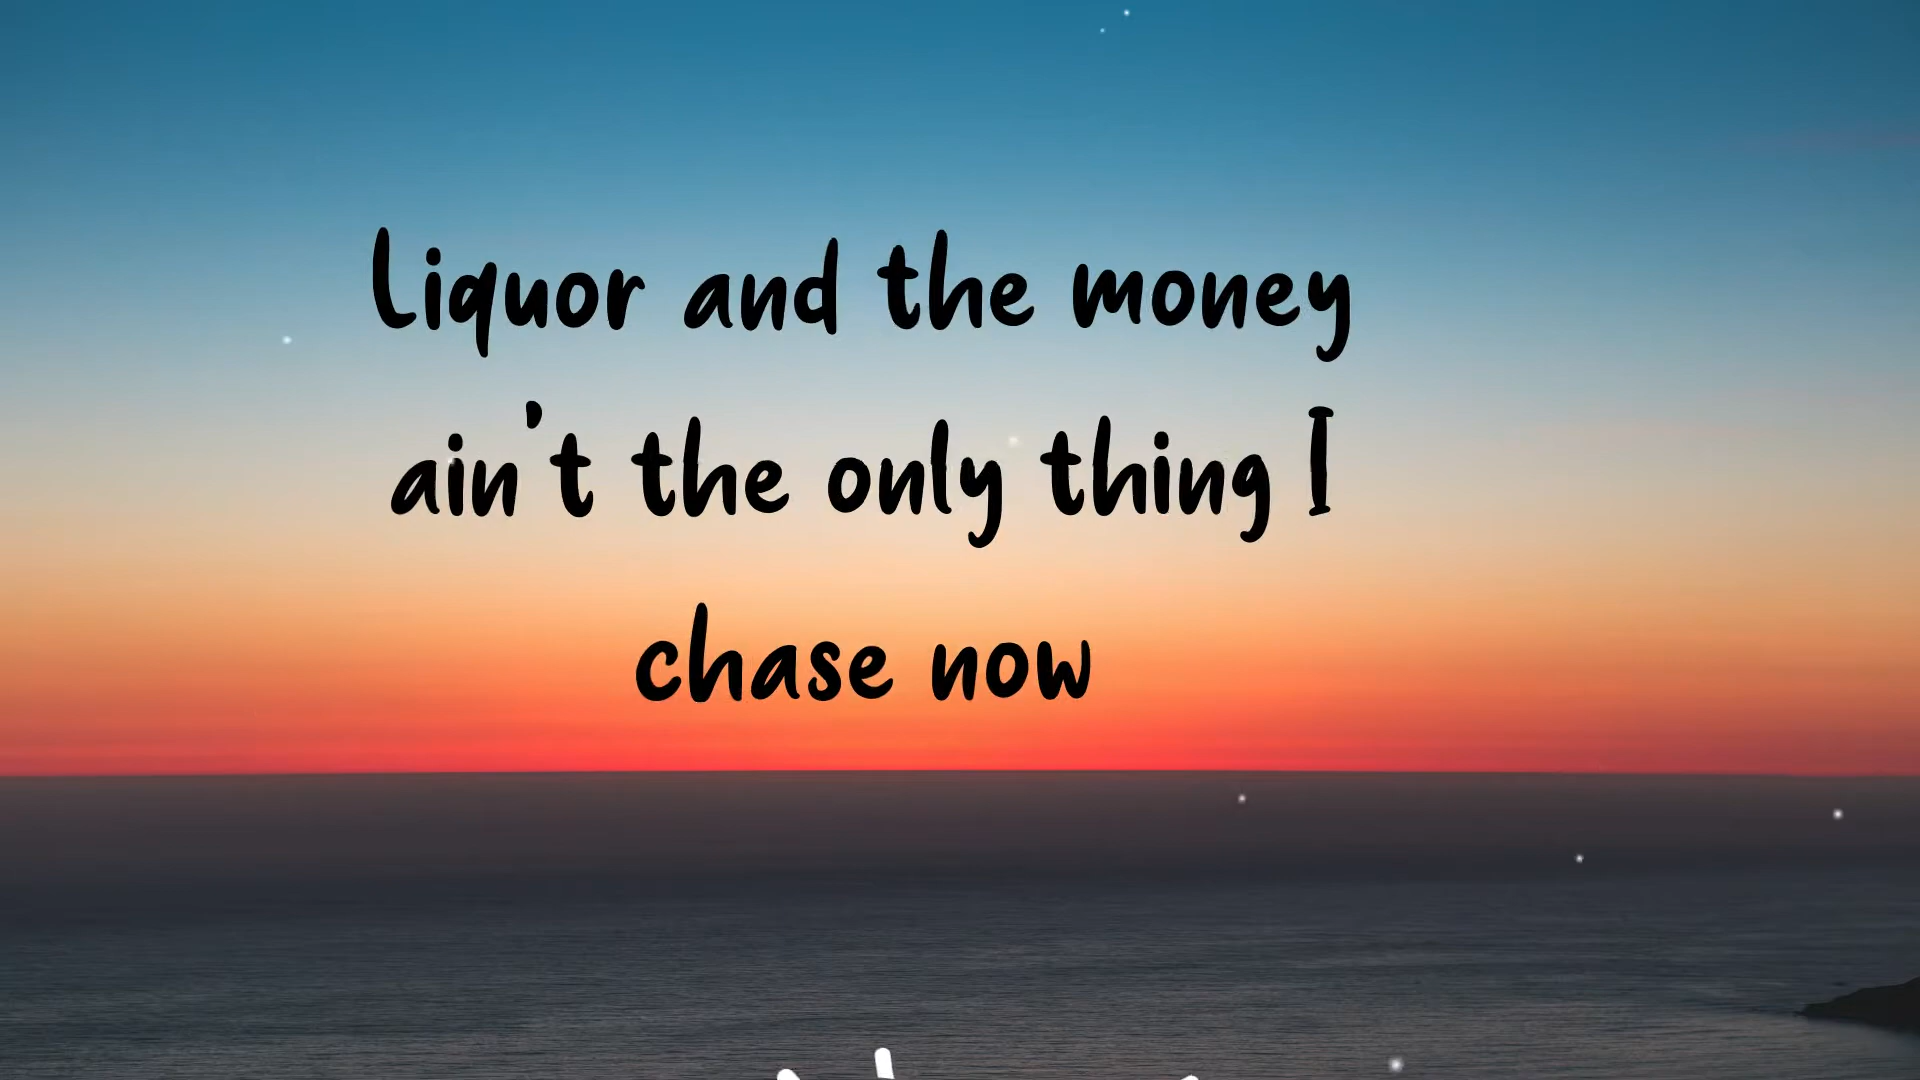 Liquor and the money
ain't the only thing I
chase now